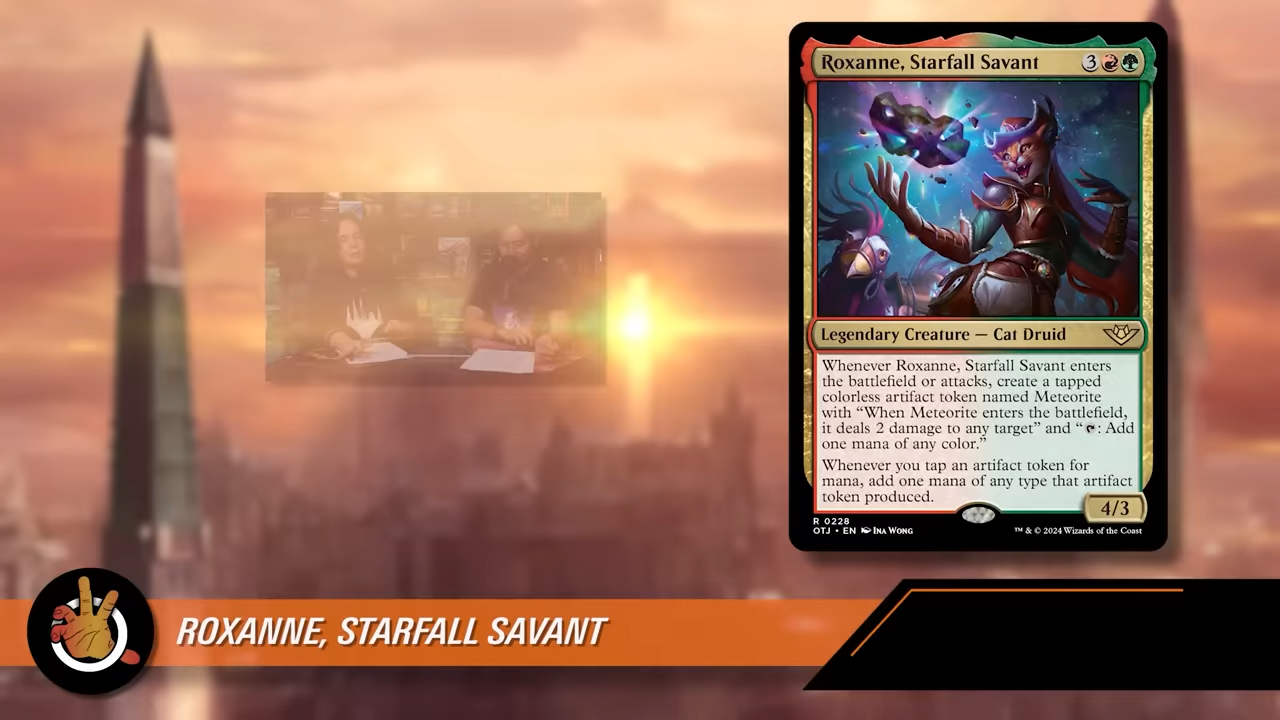 Roxanne, Starfall Savant
3
Legendary Creature — Cat Druid
Whenever Roxanne, Starfall Savant enters
the battlefield or attacks, create a tapped
colorless artifact token named Meteorite
with “When Meteorite enters the battlefield,
it deals 2 damage to any target” and “: Add
one mana of any color.”
Whenever you tap an artifact token for
mana, add one mana of any type that artifact
token produced.
4/3
R 0228
OTJ • EN INA WONG
™ & © 2024 Wizards of the Coast
ROXANNE, STARFALL SAVANT